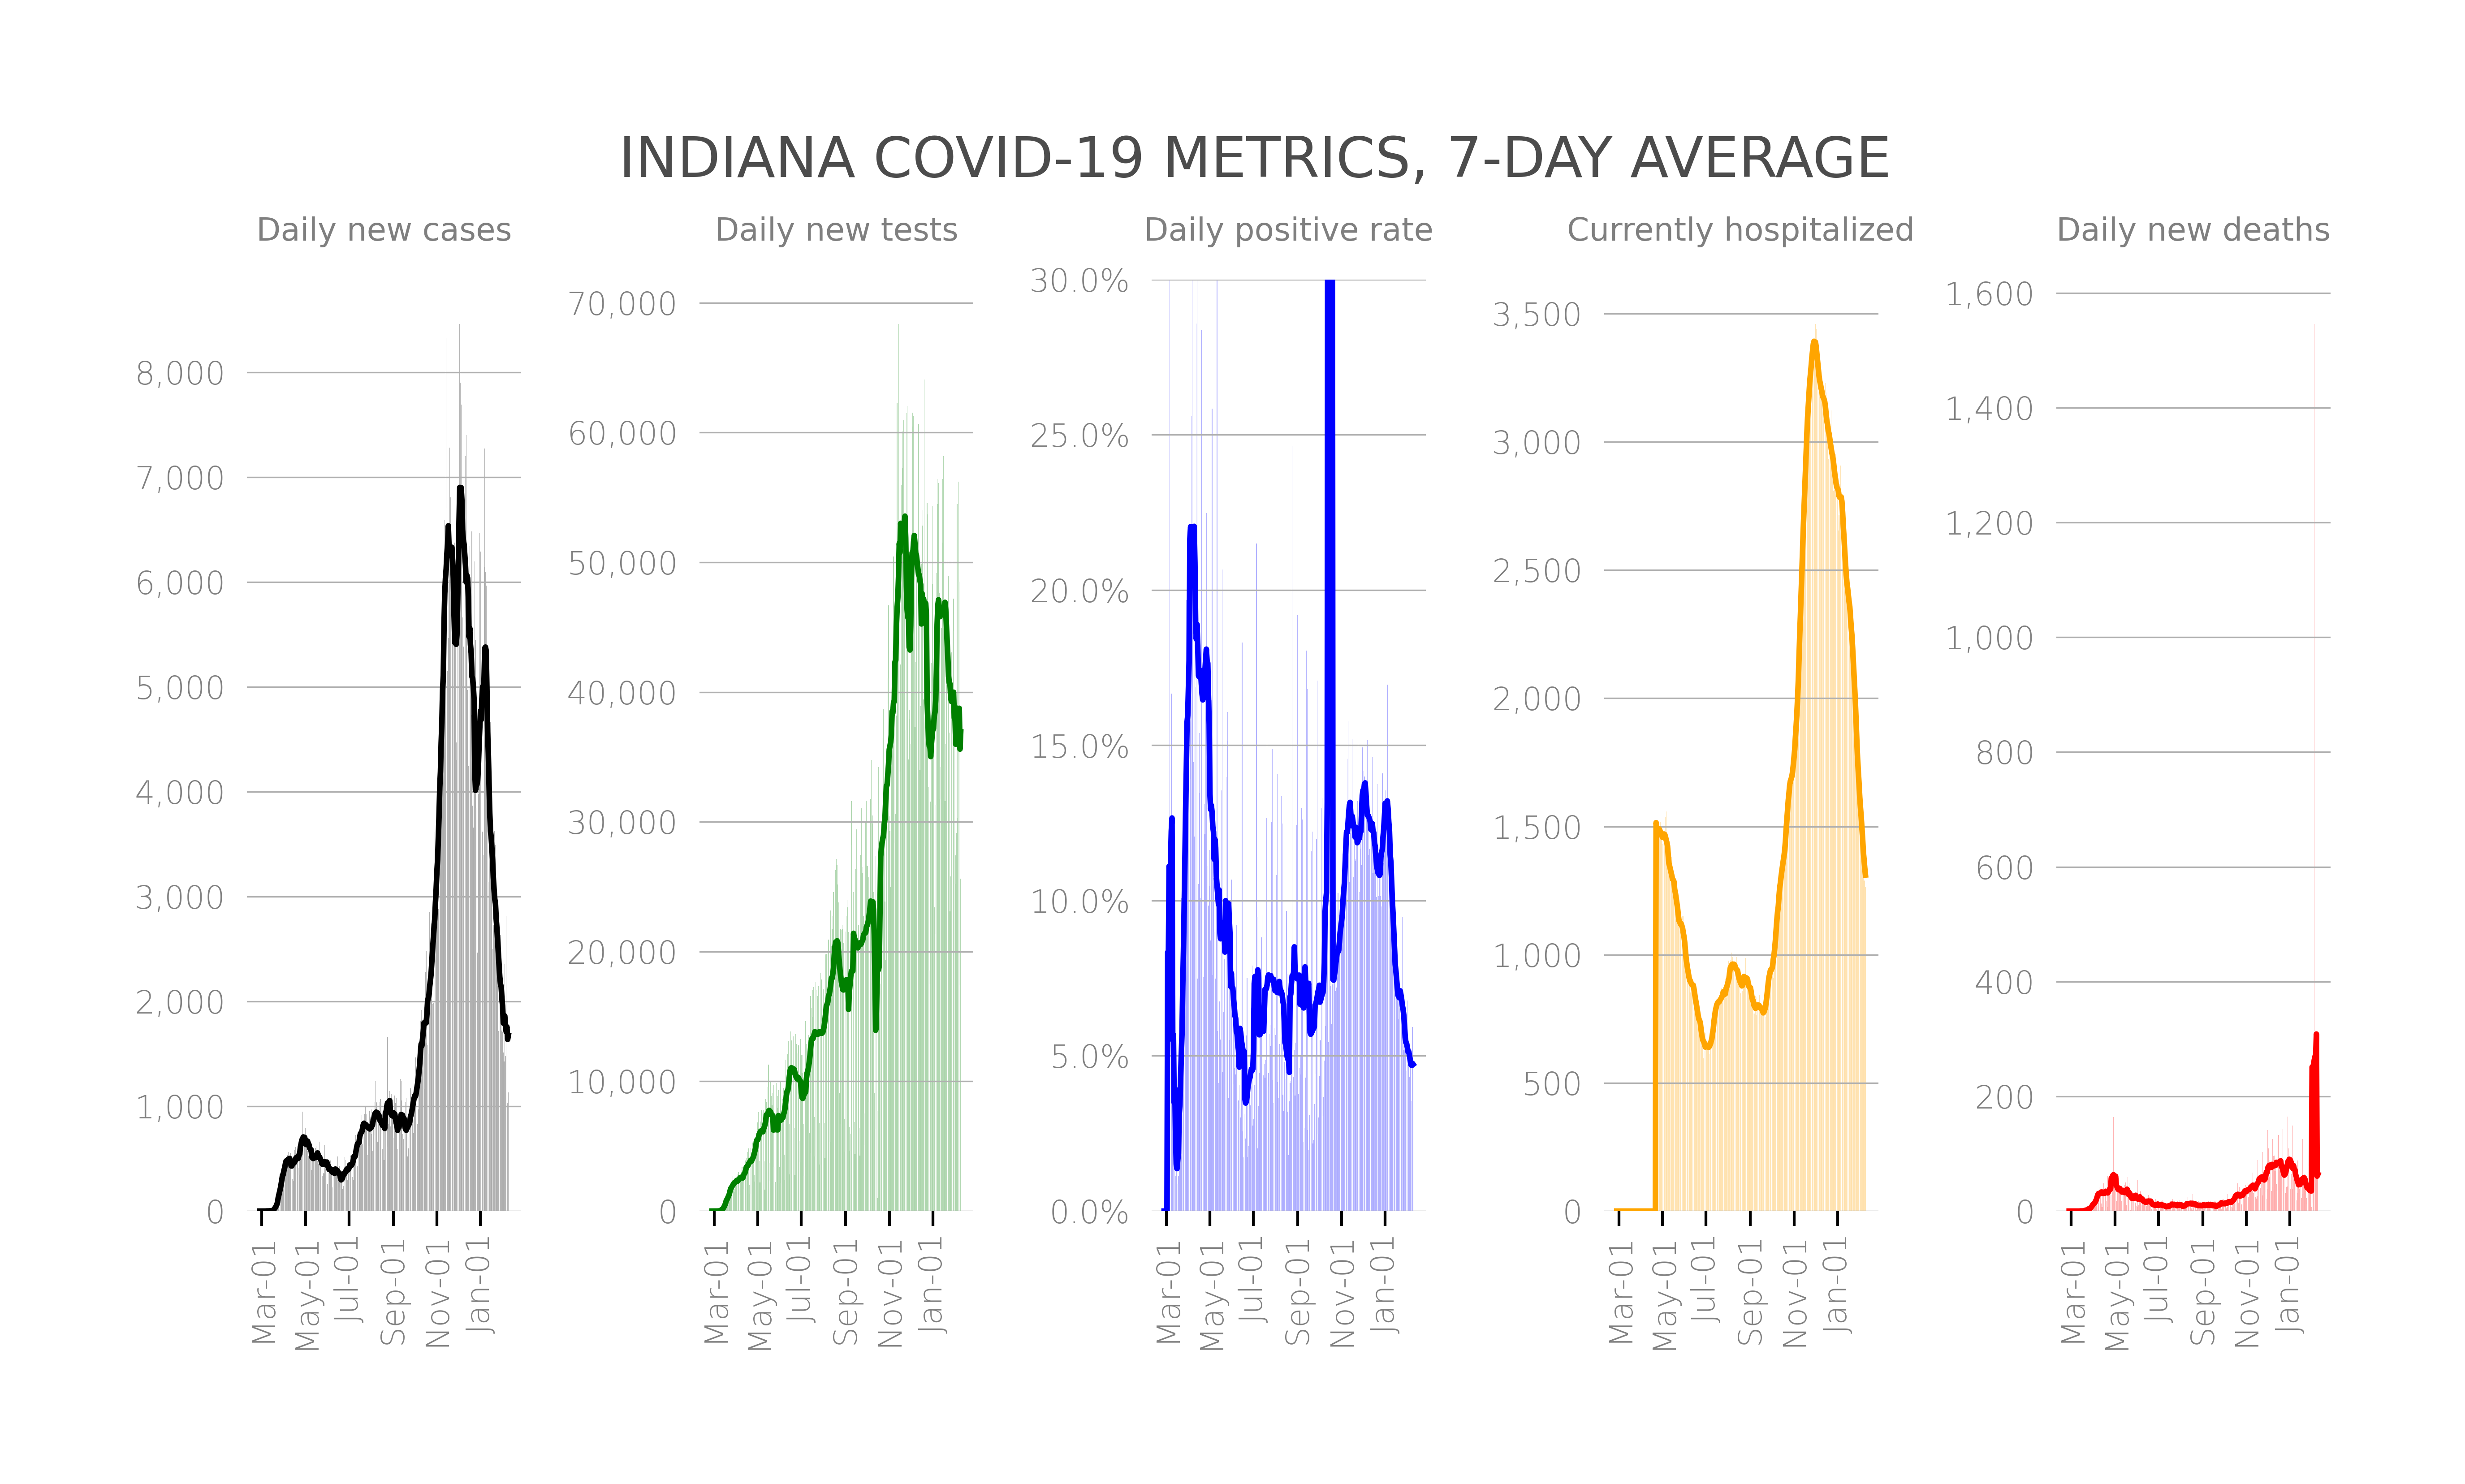 INDIANA COVID-19 METRICS, 7-DAY AVERAGE
Daily new cases
8,000
7,000
6,000
5,000
4,000
3,000
2,000
1,000
0
Mar-01
May-01
Jul-01
Sep-01
Nov-01
Jan-01
Daily new tests
70,000
60,000
50,000
40,000
30,000
20,000
10,000
0
Mar-01
May-01
Jul-01
Sep-01
Nov-01
Jan-01
Daily positive rate
30.0%
25.0%
20.0%
15.0%
10.0%
5.0%
0.0%
Mar-01
May-01
Jul-01
Sep-01
Nov-01
Jan-01
Currently hospitalized
3,500
3,000
2,500
2,000
1,500
1,000
500
0
Mar-01
May-01
Jul-01
Sep-01
Nov-01
Jan-01
Daily new deaths
1,600
1,400
1,200
1,000
800
600
400
200
0
Mar-01
May-01
Jul-01
Sep-01
Nov-01
Jan-01